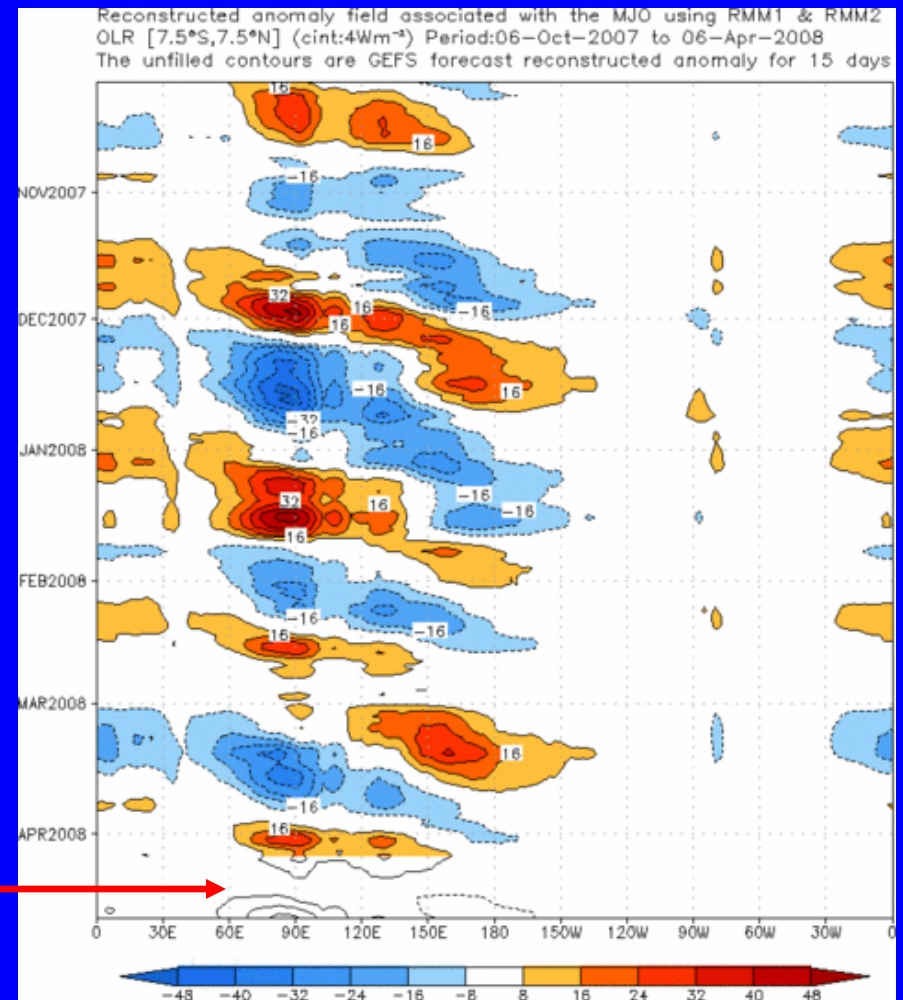 Reconstructed anomaly field associated with the MJO using RMM1 & RMM2
OLR [7.5°S,7.5°N] (cint:4Wm⁻²) Period:06-Oct-2007 to 06-Apr-2008
The unfilled contours are GEFS forecast reconstructed anomaly for 15 days
16
16
-16
NOV2007
32
16
-16
DEC2007
16
-16
16
-32
-16
JAN2008
32
16
-16
-16
16
FEB2008
-16
-16
16
MAR2008
16
-16
16
APR2008
0 30E 60E 90E 120E 150E 180 150W 120W 90W 60W 30W 0
-48 -40 -32 -24 -16 -8 8 16 24 32 40 48